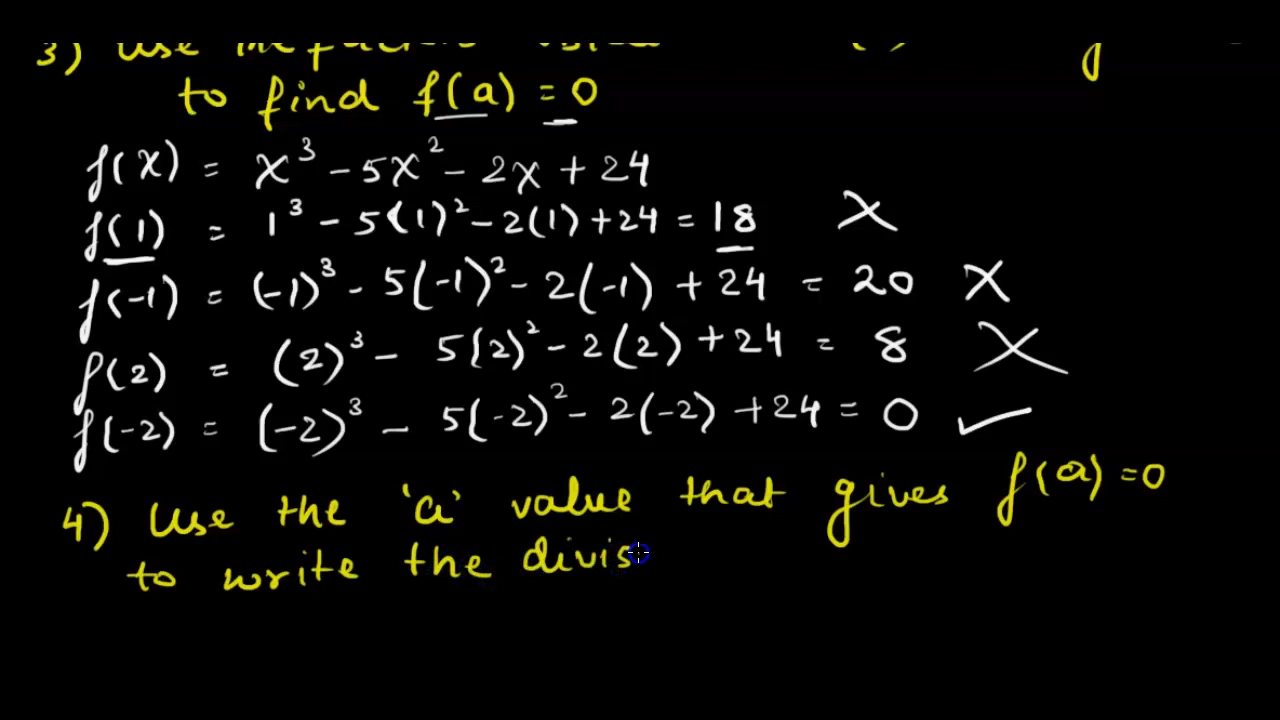 3) Use
to find f(a) = 0
f(x) = x³ - 5x² - 2x + 24
f(1) = 1³ - 5(1)² - 2(1) + 24 = 18 X
f(-1) = (-1)³ - 5(-1)² - 2(-1) + 24 = 20 X
f(2) = (2)³ - 5(2)² - 2(2) + 24 = 8 X
f(-2) = (-2)³ - 5(-2)² - 2(-2) + 24 = 0 ✓
4) Use the 'a' value that gives f(a) = 0
to write the divis